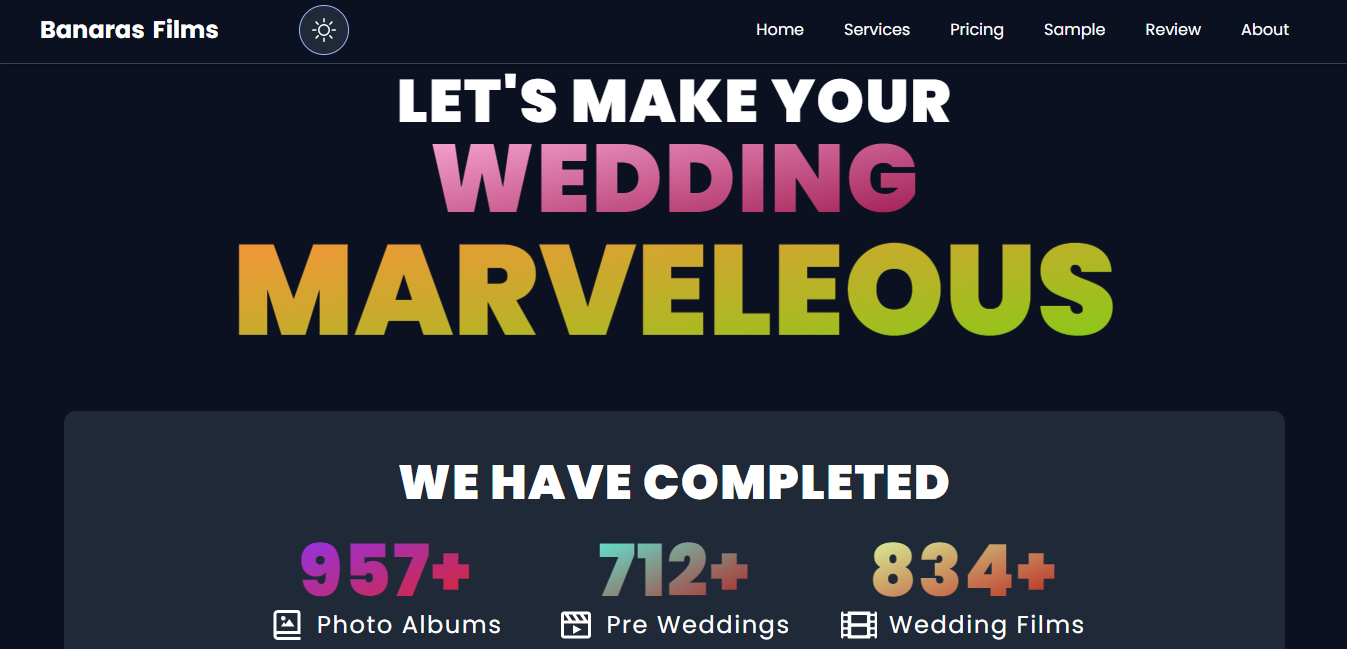 Banaras Films Home Services Pricing Sample Review About
LET'S MAKE YOUR
WEDDING
MARVELEOUS
WE HAVE COMPLETED
957+ 712+ 834+
Photo Albums Pre Weddings Wedding Films